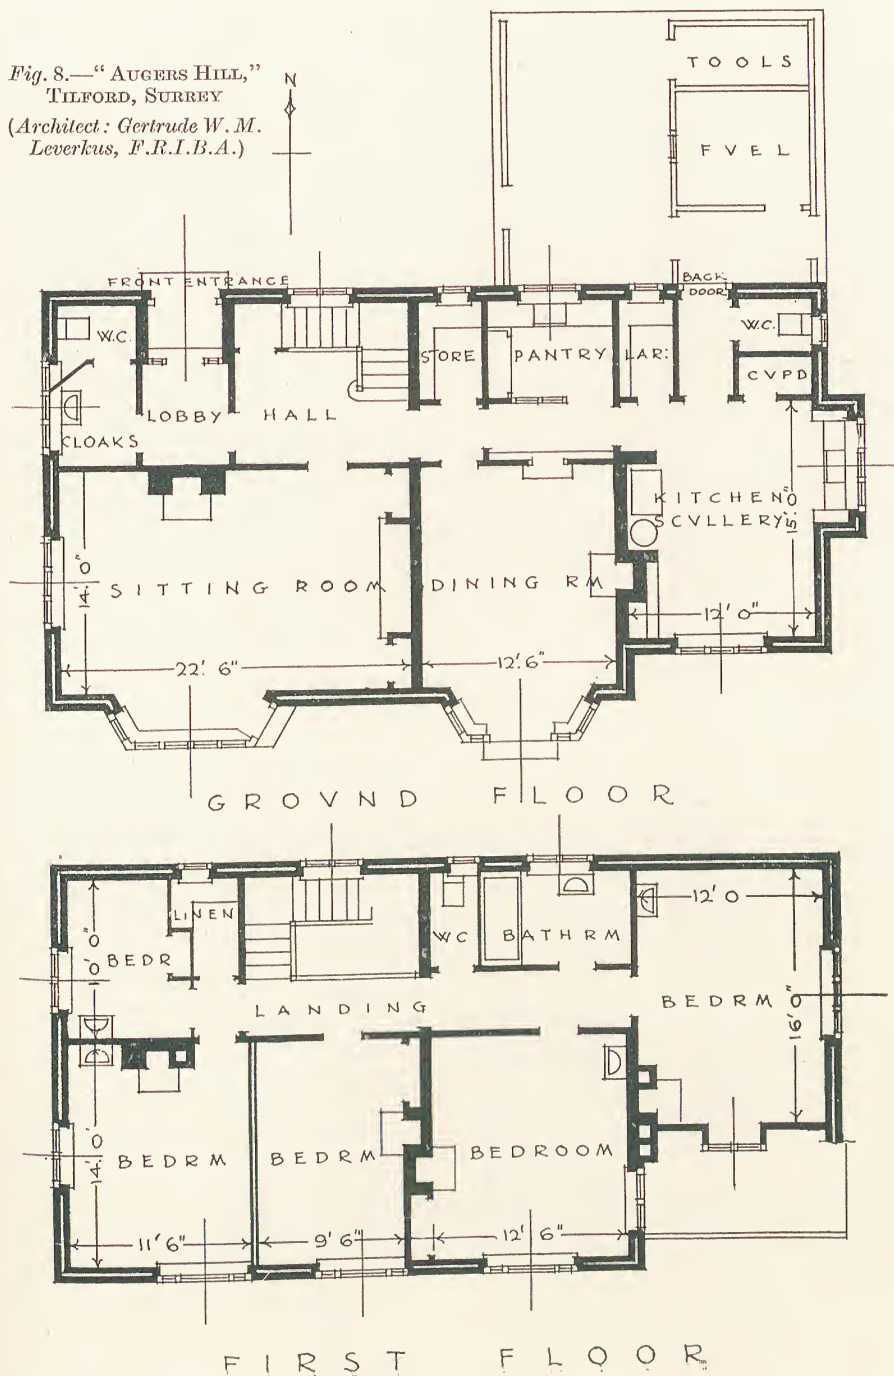 Fig. 8.—“AUGERS HILL,”
TILFORD, SURREY
(Architect: Gertrude W. M.
Leverkus, F.R.I.B.A.)
N
TOOLS
FVEL
BACK
DOOR
FRONT ENTRANCE
W.C.
W.C.
STORE
PANTRY
LAR:
CVPD
LOBBY
HALL
CLOAKS
KITCHEN
SCVLLERY
15'. 0"
14'. 0"
SITTING ROOM
DINING RM
12' 0"
22'. 6"
12'. 6"
GROVND FLOOR
LINEN
12' 0
10' 0"
BEDR
WC
BATHRM
BEDRM
16' 0"
LANDING
14'. 0'
BEDRM
BEDRM
BEDROOM
11' 6"
9' 6"
12' 6"
FIRST FLOOR